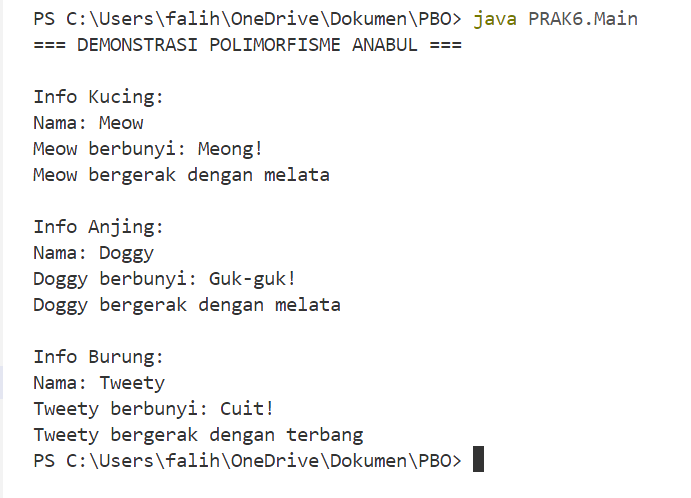 PS C:\Users\falih\OneDrive\Dokumen\PBO> java PRAK6.Main
=== DEMONSTRASI POLIMORFISME ANABUL ===
Info Kucing:
Nama: Meow
Meow berbunyi: Meong!
Meow bergerak dengan melata
Info Anjing:
Nama: Doggy
Doggy berbunyi: Guk-guk!
Doggy bergerak dengan melata
Info Burung:
Nama: Tweety
Tweety berbunyi: Cuit!
Tweety bergerak dengan terbang
PS C:\Users\falih\OneDrive\Dokumen\PBO>